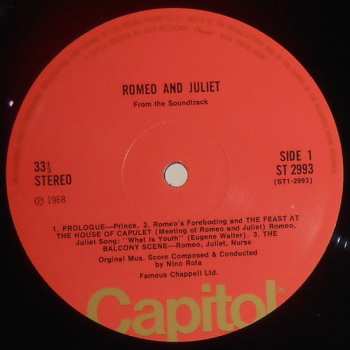 ROMEO AND JULIET
From the Soundtrack
33⅓
STEREO
℗ 1968
SIDE 1
ST 2993
(ST1-2993)
1. PROLOGUE—Prince. 2. Romeo's Foreboding and THE FEAST AT
THE HOUSE OF CAPULET (Meeting of Romeo and Juliet) Romeo,
Juliet Song: "What Is Youth" (Eugene Walter). 3. THE
BALCONY SCENE—Romeo, Juliet, Nurse
Orginal Mus. Score Composed & Conducted
by Nino Rota
Famous Chappell Ltd.
Capitol